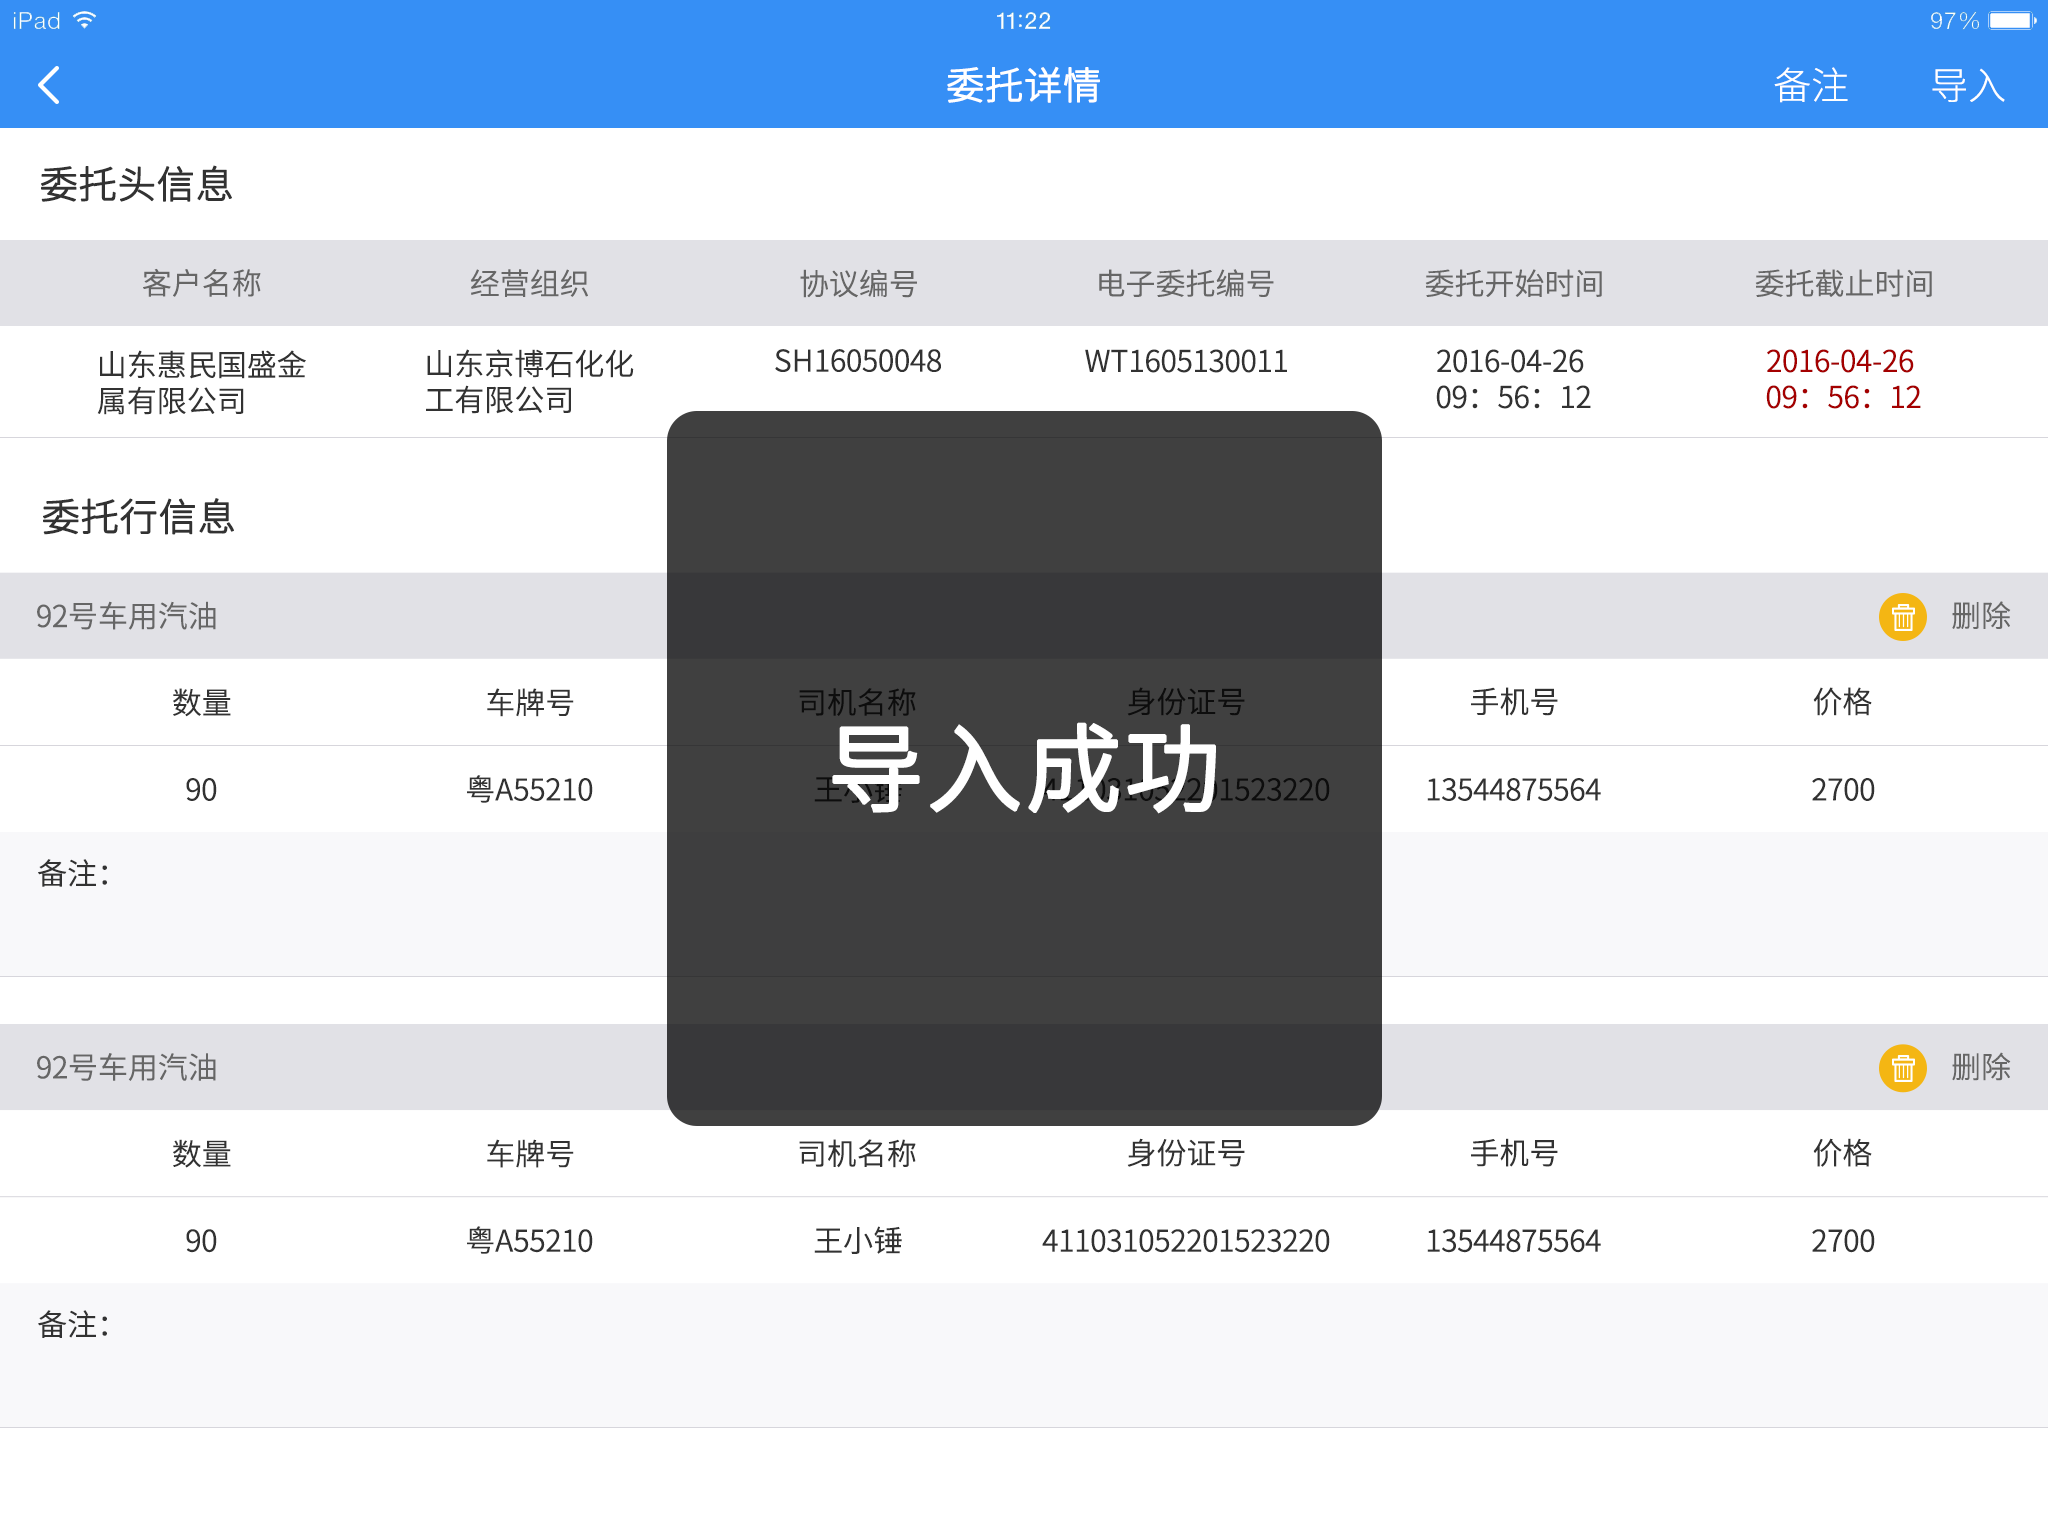 iPad 11:22 97%
委托详情 备注 导入
委托头信息
客户名称 经营组织 协议编号 电子委托编号 委托开始时间 委托截止时间
山东惠民国盛金 山东京博石化化 SH16050048 WT1605130011 2016-04-26 2016-04-26
属有限公司 工有限公司 09：56：12 09：56：12
委托行信息
92号车用汽油 删除
数量 车牌号 司机名称 身份证号 手机号 价格
导入成功
90 粤A55210 王小锤 411031052201523220 13544875564 2700
备注：
92号车用汽油 删除
数量 车牌号 司机名称 身份证号 手机号 价格
90 粤A55210 王小锤 411031052201523220 13544875564 2700
备注：